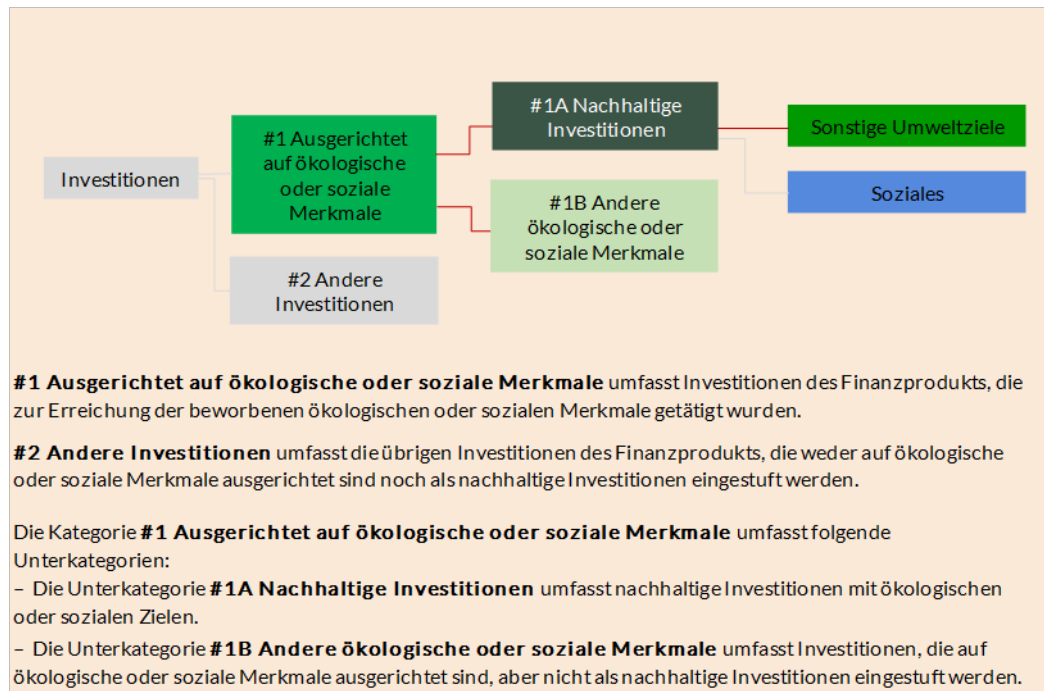 #1A Nachhaltige
Investitionen
Sonstige Umweltziele
#1 Ausgerichtet
auf ökologische
oder soziale
Merkmale
Investitionen
Soziales
#1B Andere
ökologische oder
soziale Merkmale
#2 Andere
Investitionen
#1 Ausgerichtet auf ökologische oder soziale Merkmale umfasst Investitionen des Finanzprodukts, die
zur Erreichung der beworbenen ökologischen oder sozialen Merkmale getätigt wurden.
#2 Andere Investitionen umfasst die übrigen Investitionen des Finanzprodukts, die weder auf ökologische
oder soziale Merkmale ausgerichtet sind noch als nachhaltige Investitionen eingestuft werden.
Die Kategorie #1 Ausgerichtet auf ökologische oder soziale Merkmale umfasst folgende
Unterkategorien:
– Die Unterkategorie #1A Nachhaltige Investitionen umfasst nachhaltige Investitionen mit ökologischen
oder sozialen Zielen.
– Die Unterkategorie #1B Andere ökologische oder soziale Merkmale umfasst Investitionen, die auf
ökologische oder soziale Merkmale ausgerichtet sind, aber nicht als nachhaltige Investitionen eingestuft werden.